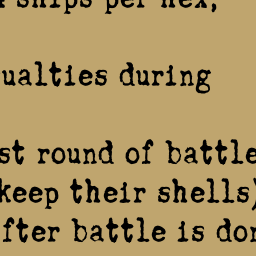 ships per hex,
ualties during
st round of battle
keep their shells)
fter battle is don